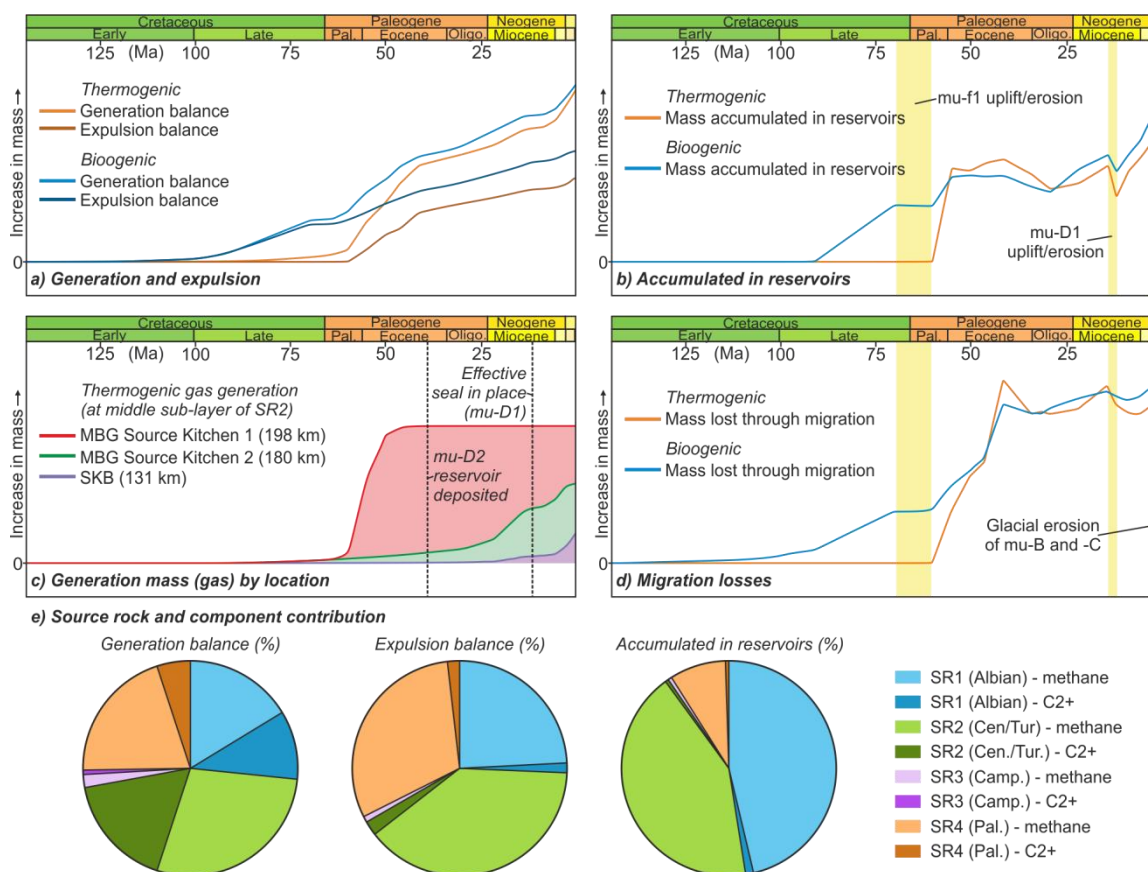 Cretaceous Paleogene Neogene
Early Late Pal. Eocene Oligo. Miocene
125 (Ma) 100 75 50 25
Increase in mass →
Thermogenic
Generation balance
Expulsion balance
Bioogenic
Generation balance
Expulsion balance
0
a) Generation and expulsion
Cretaceous Paleogene Neogene
Early Late Pal. Eocene Oligo. Miocene
125 (Ma) 100 75 50 25
Increase in mass →
mu-f1 uplift/erosion
Thermogenic
Mass accumulated in reservoirs
Biogenic
Mass accumulated in reservoirs
mu-D1
uplift/erosion
0
b) Accumulated in reservoirs
Cretaceous Paleogene Neogene
Early Late Pal. Eocene Oligo. Miocene
125 (Ma) 100 75 50 25
Increase in mass →
Thermogenic gas generation
(at middle sub-layer of SR2)
MBG Source Kitchen 1 (198 km)
MBG Source Kitchen 2 (180 km)
SKB (131 km)
Effective
seal in place
(mu-D1)
mu-D2
reservoir
deposited
0
c) Generation mass (gas) by location
Cretaceous Paleogene Neogene
Early Late Pal. Eocene Oligo. Miocene
125 (Ma) 100 75 50 25
Increase in mass →
Thermogenic
Mass lost through migration
Biogenic
Mass lost through migration
Glacial erosion
of mu-B and -C
0
d) Migration losses
e) Source rock and component contribution
Generation balance (%)
Expulsion balance (%)
Accumulated in reservoirs (%)
SR1 (Albian) - methane
SR1 (Albian) - C2+
SR2 (Cen/Tur) - methane
SR2 (Cen./Tur.) - C2+
SR3 (Camp.) - methane
SR3 (Camp.) - C2+
SR4 (Pal.) - methane
SR4 (Pal.) - C2+